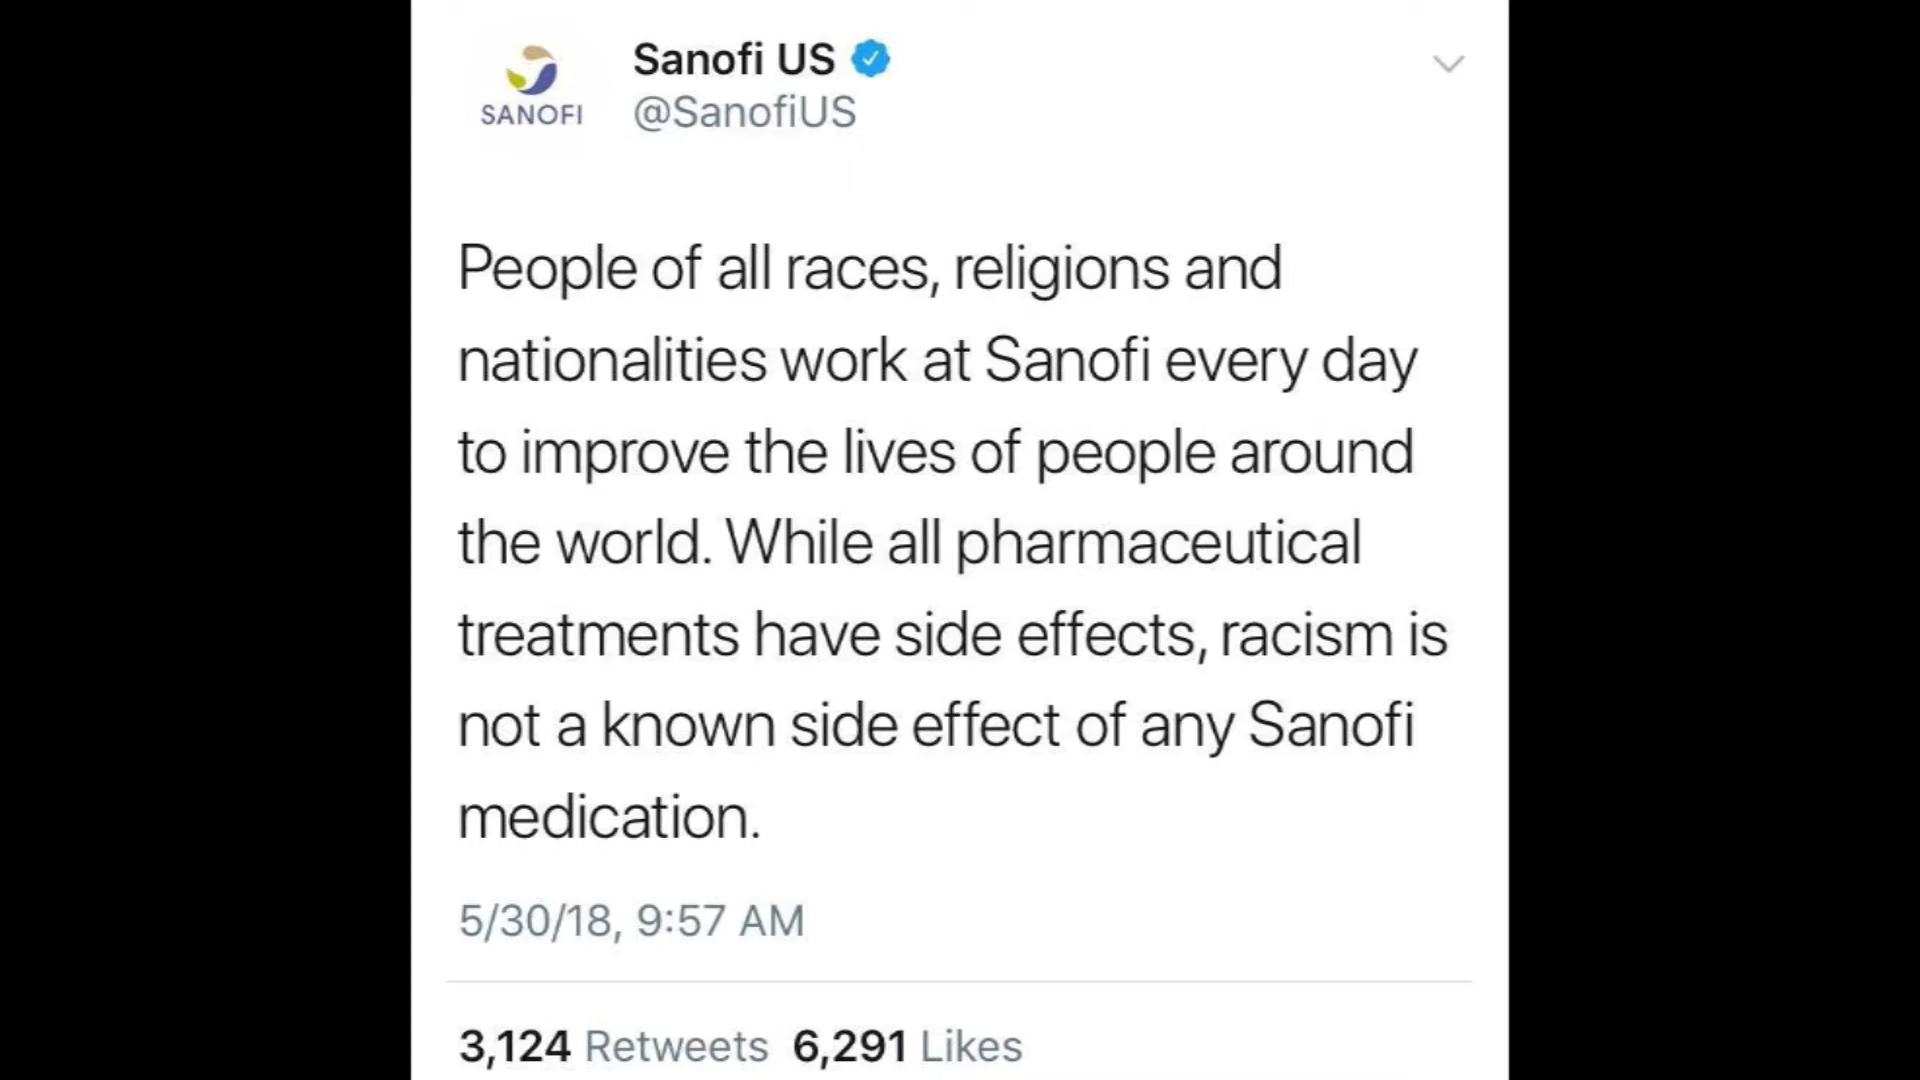 Sanofi US
SANOFI
@SanofiUS
People of all races, religions and
nationalities work at Sanofi every day
to improve the lives of people around
the world. While all pharmaceutical
treatments have side effects, racism is
not a known side effect of any Sanofi
medication.
5/30/18, 9:57 AM
3,124 Retweets 6,291 Likes